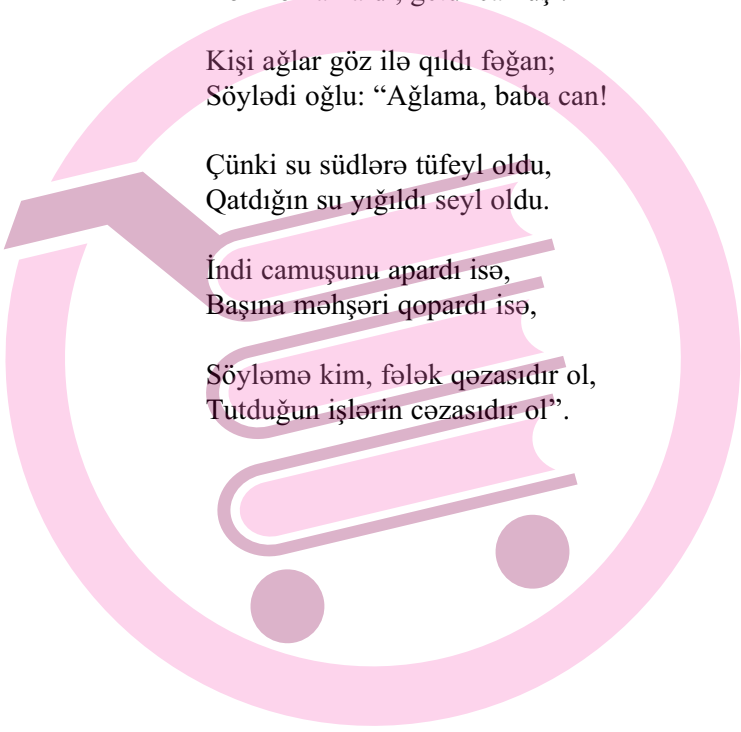 Kişi ağlar göz ilə qıldı fəğan;
Söylədi oğlu: “Ağlama, baba can!
Çünki su südlərə tüfeyl oldu,
Qatdığın su yığıldı seyl oldu.
İndi camuşunu apardı isə,
Başına məhşəri qopardı isə,
Söyləmə kim, fələk qəzasıdır ol,
Tutduğun işlərin cəzasıdır ol”.